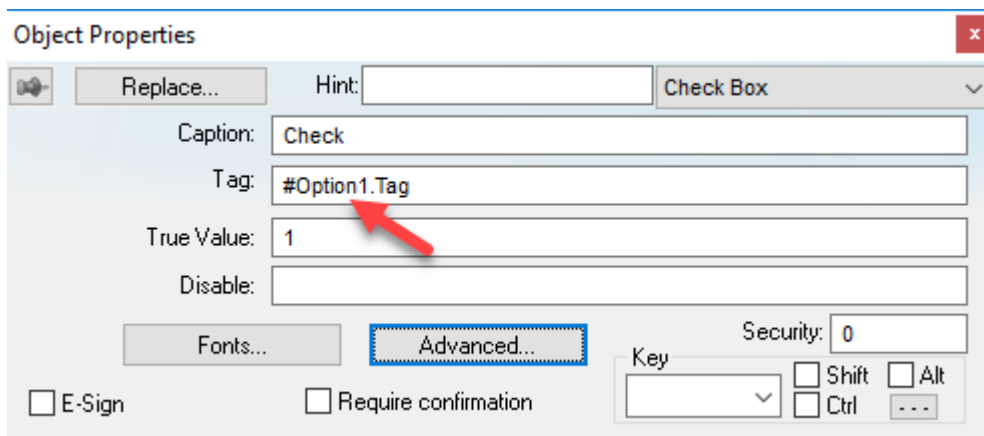 Object Properties
x
Replace... Hint: Check Box
Caption: Check
Tag: #Option1.Tag
True Value: 1
Disable:
Fonts... Advanced... Security: 0
Key
Shift Alt
E-Sign Require confirmation Ctrl ...